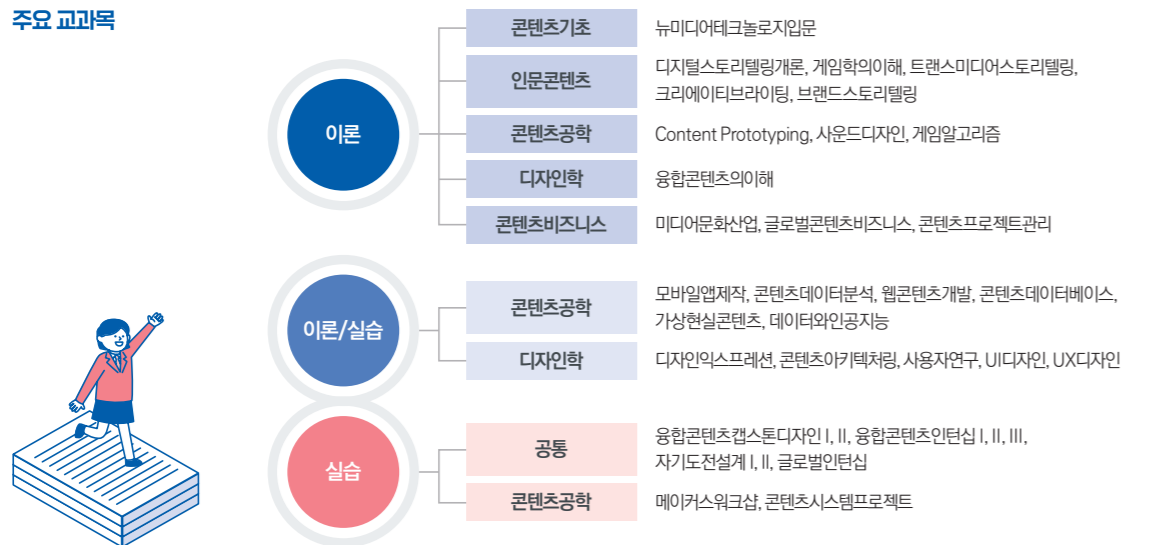 주요 교과목
이론
콘텐츠기초
뉴미디어테크놀로지입문
인문콘텐츠
디지털스토리텔링개론, 게임학의이해, 트랜스미디어스토리텔링,
크리에이티브라이팅, 브랜드스토리텔링
콘텐츠공학
Content Prototyping, 사운드디자인, 게임알고리즘
디자인학
융합콘텐츠의이해
콘텐츠비즈니스
미디어문화산업, 글로벌콘텐츠비즈니스, 콘텐츠프로젝트관리
이론/실습
콘텐츠공학
모바일앱제작, 콘텐츠데이터분석, 웹콘텐츠개발, 콘텐츠데이터베이스,
가상현실콘텐츠, 데이터와인공지능
디자인학
디자인익스프레션, 콘텐츠아키텍처링, 사용자연구, UI디자인, UX디자인
실습
공통
융합콘텐츠캡스톤디자인 I, II, 융합콘텐츠인턴십 I, II, III,
자기도전설계 I, II, 글로벌인턴십
콘텐츠공학
메이커스워크샵, 콘텐츠시스템프로젝트